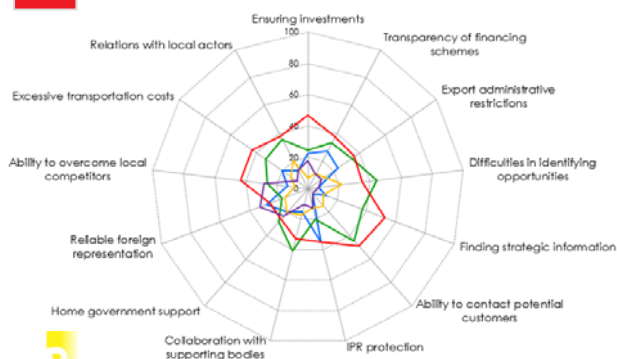 Ensuring investments
100
80
60
40
20
0
Transparency of financing
schemes
Export administrative
restrictions
Difficulties in identifying
opportunities
Finding strategic information
Ability to contact potential
customers
IPR protection
Collaboration with
supporting bodies
Home government support
Reliable foreign
representation
Ability to overcome local
competitors
Excessive transportation costs
Relations with local actors